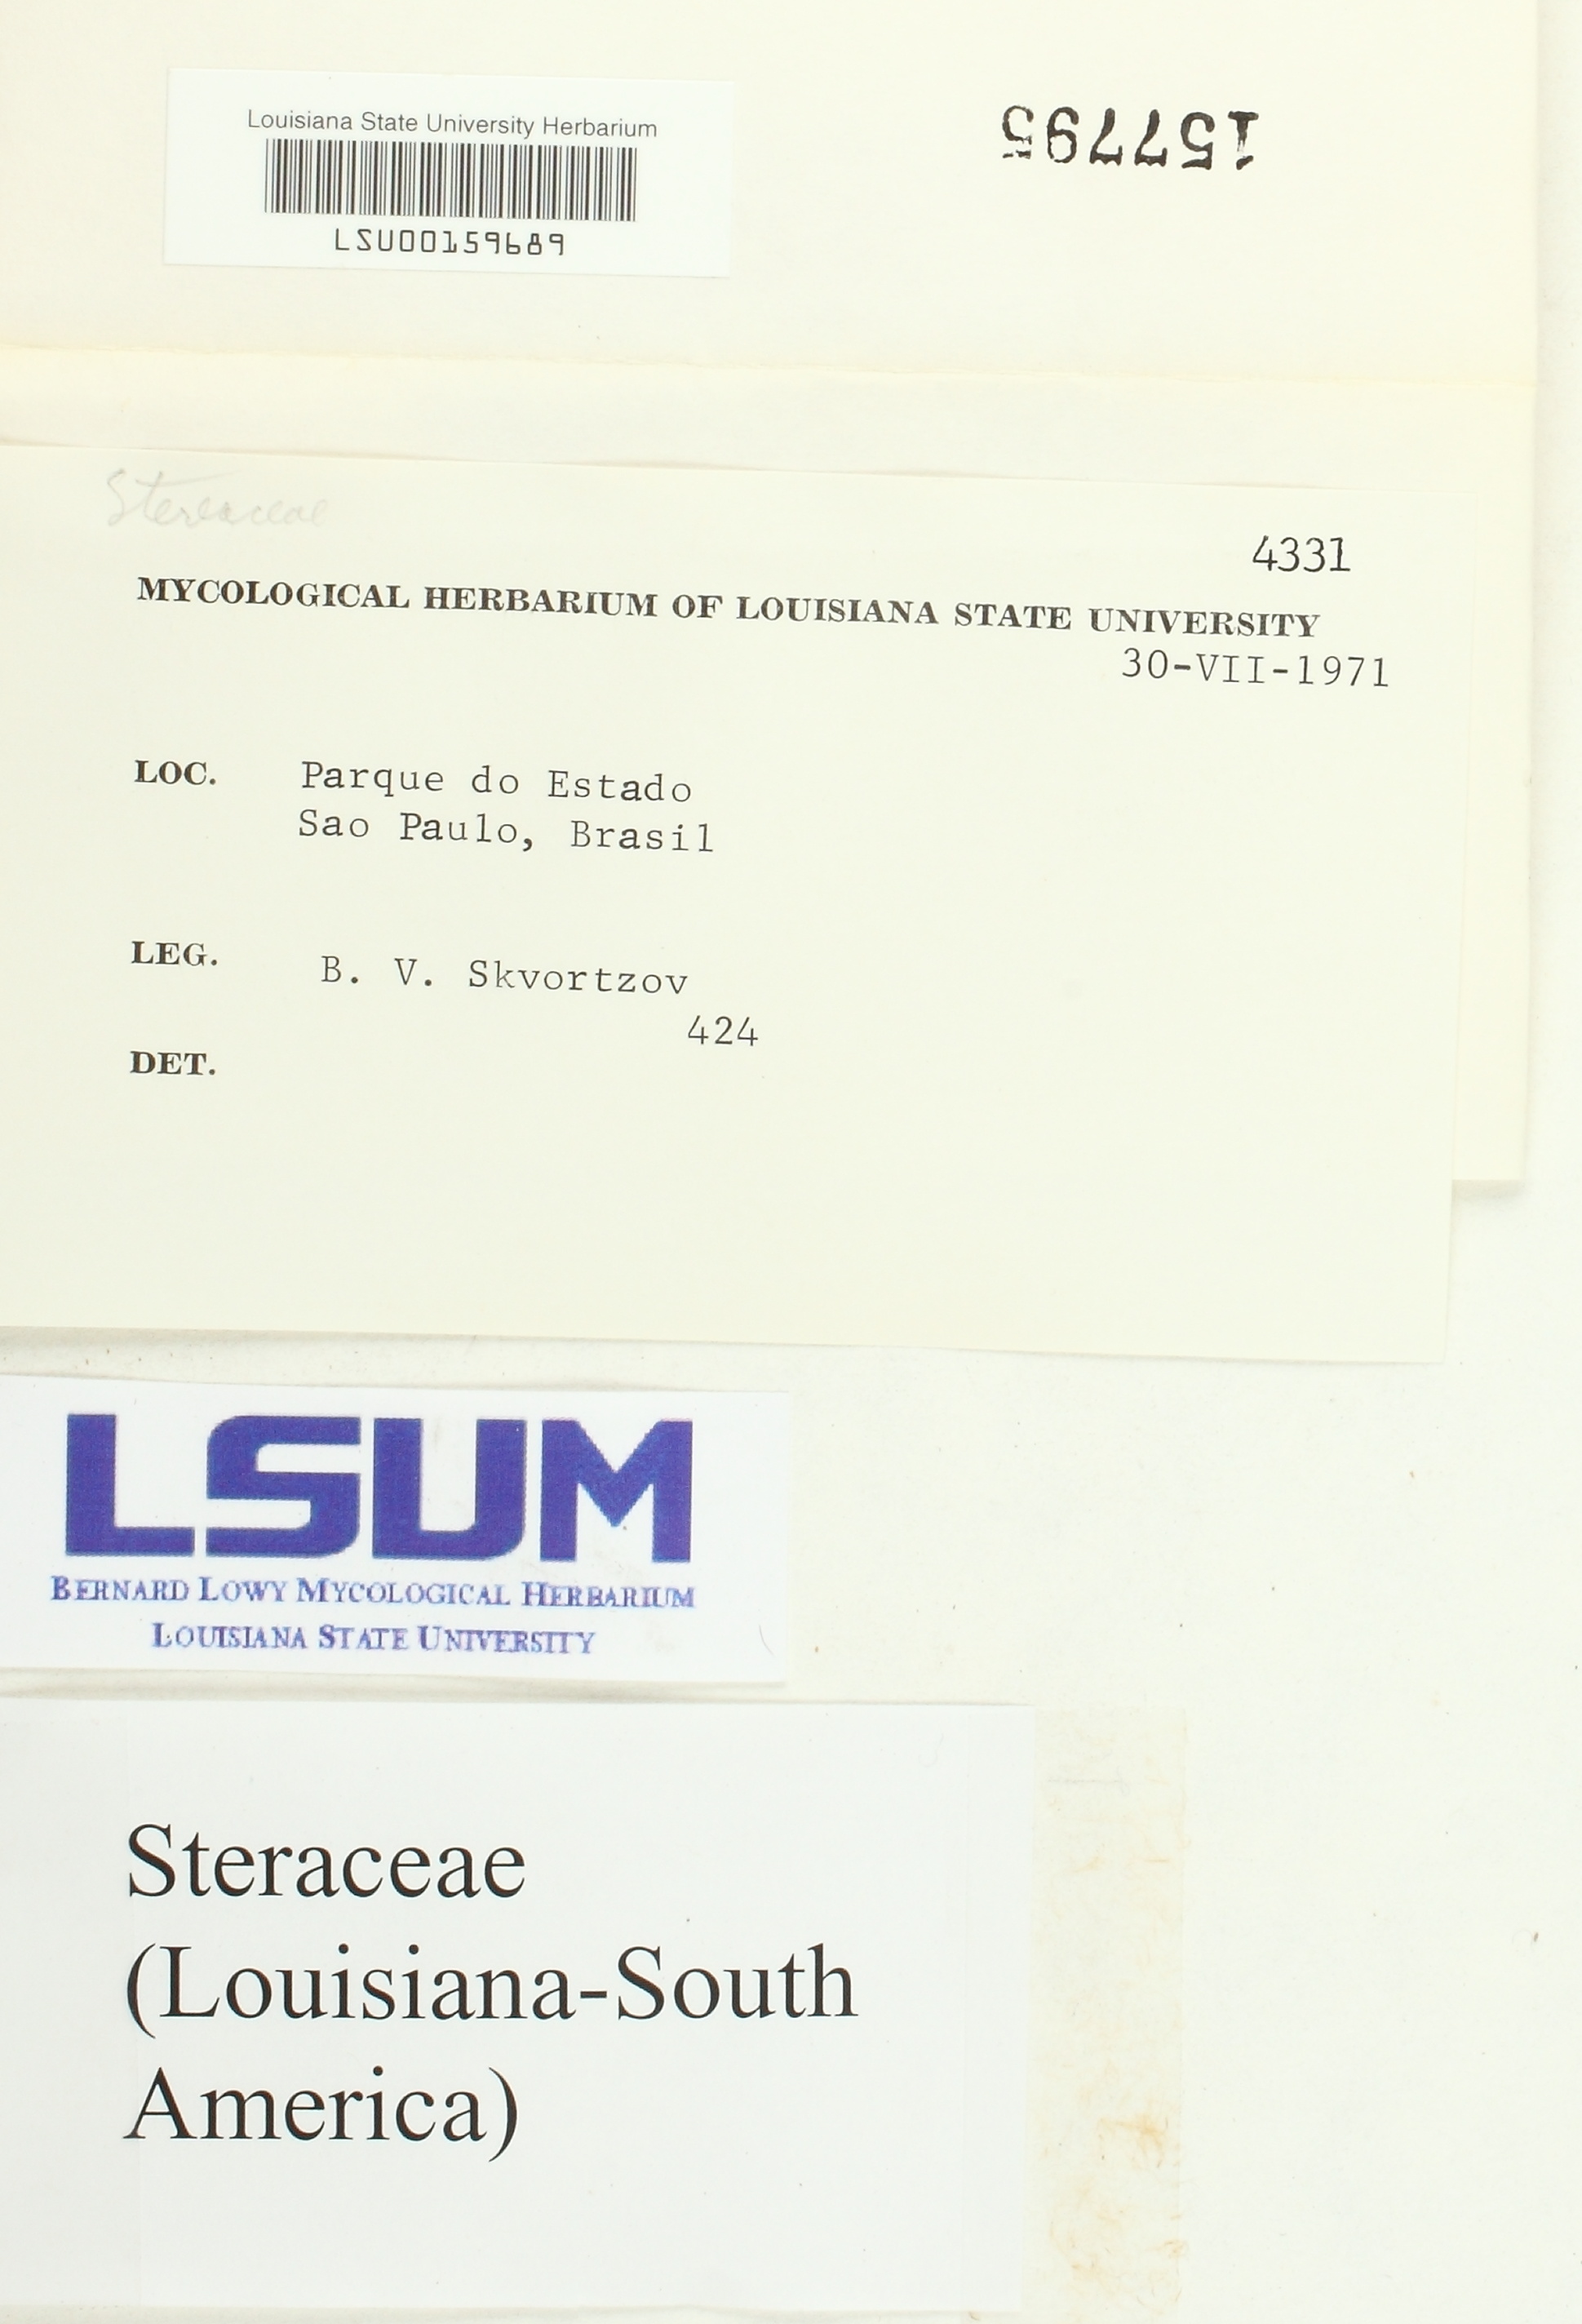 Louisiana State University Herbarium
LSU00159689
157795
Stereaceae
4331
MYCOLOGICAL HERBARIUM OF LOUISIANA STATE UNIVERSITY
30-VII-1971
LOC. Parque do Estado
Sao Paulo, Brasil
LEG. B. V. Skvortzov
424
DET.
LSUM
BERNARD LOWY MYCOLOGICAL HERBARIUM
LOUISIANA STATE UNIVERSITY
Steraceae
(Louisiana-South
America)